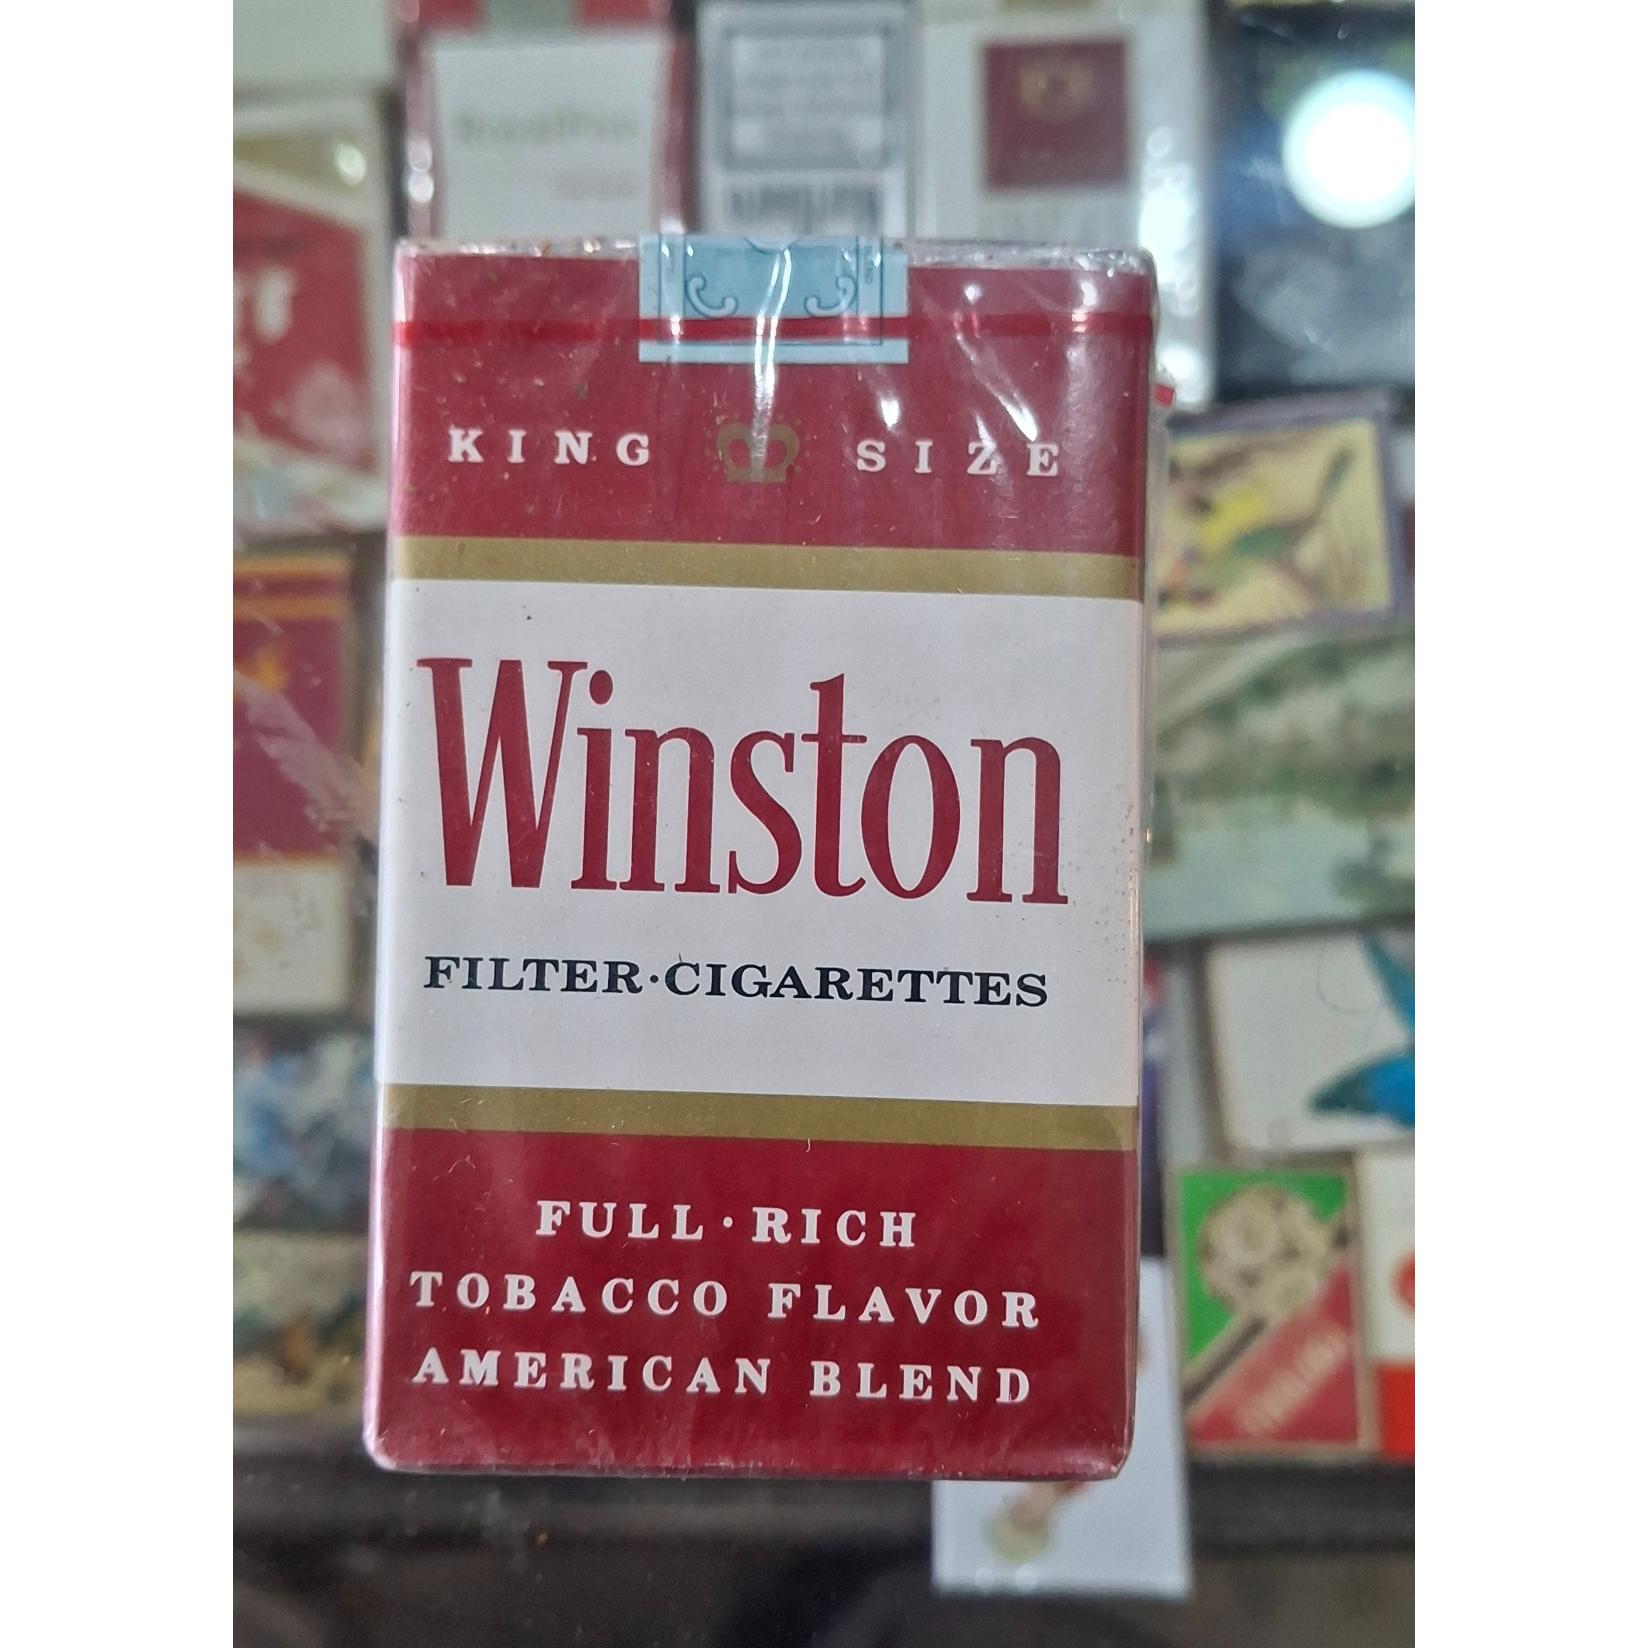 KING SIZE
Winston
FILTER·CIGARETTES
FULL·RICH
TOBACCO FLAVOR
AMERICAN BLEND